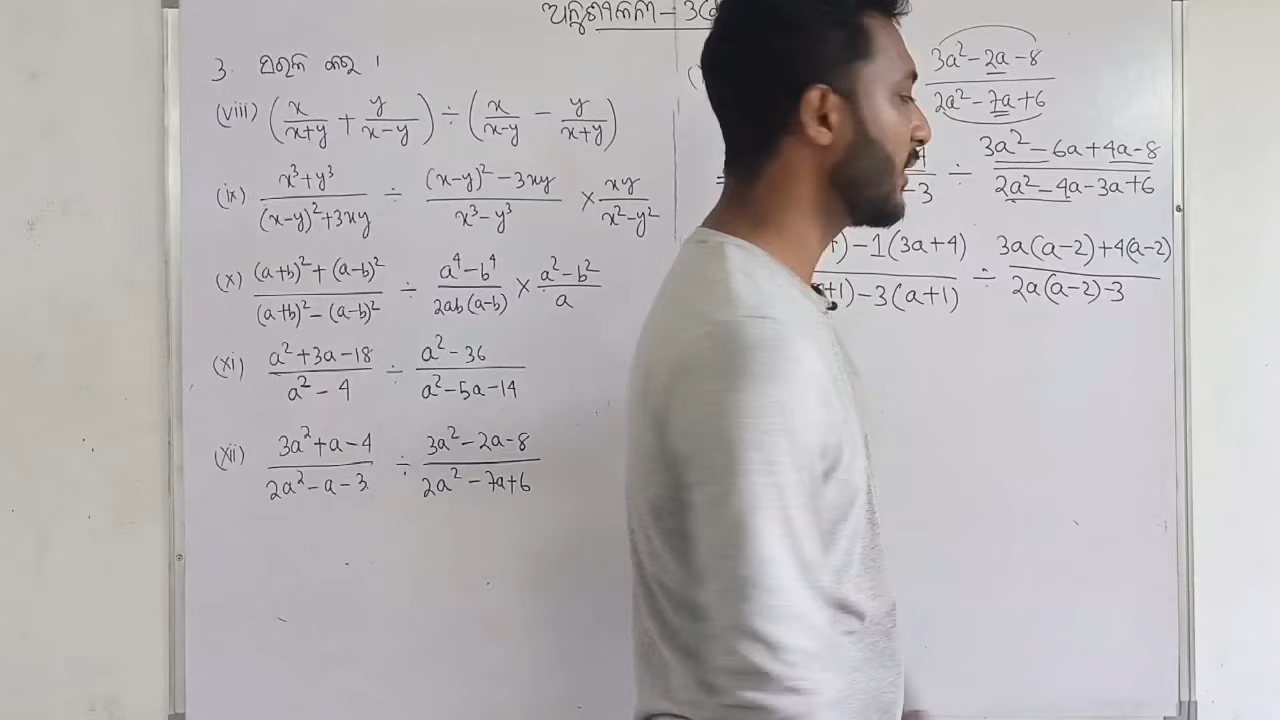 ଅନୁଶୀଳନୀ - 3(d
3. ସରଳ କର ।
(viii) (x/(x+y) + y/(x-y)) ÷ (x/(x-y) - y/(x+y))
(ix) (x³+y³)/((x-y)²+3xy) ÷ ((x-y)²-3xy)/(x³-y³) × xy/(x²-y²)
(x) ((a+b)²+(a-b)²)/((a+b)²-(a-b)²) ÷ (a⁴-b⁴)/(2ab(a-b)) × (a²-b²)/a
(xi) (a²+3a-18)/(a²-4) ÷ (a²-36)/(a²-5a-14)
(xii) (3a²+a-4)/(2a²-a-3) ÷ (3a²-2a-8)/(2a²-7a+6)
(3a²-2a-8)/(2a²-7a+6)
÷ (3a²-6a+4a-8)/(2a²-4a-3a+6)
-1(3a+4)/-3(a+1) ÷ (3a(a-2)+4(a-2))/(2a(a-2)-3